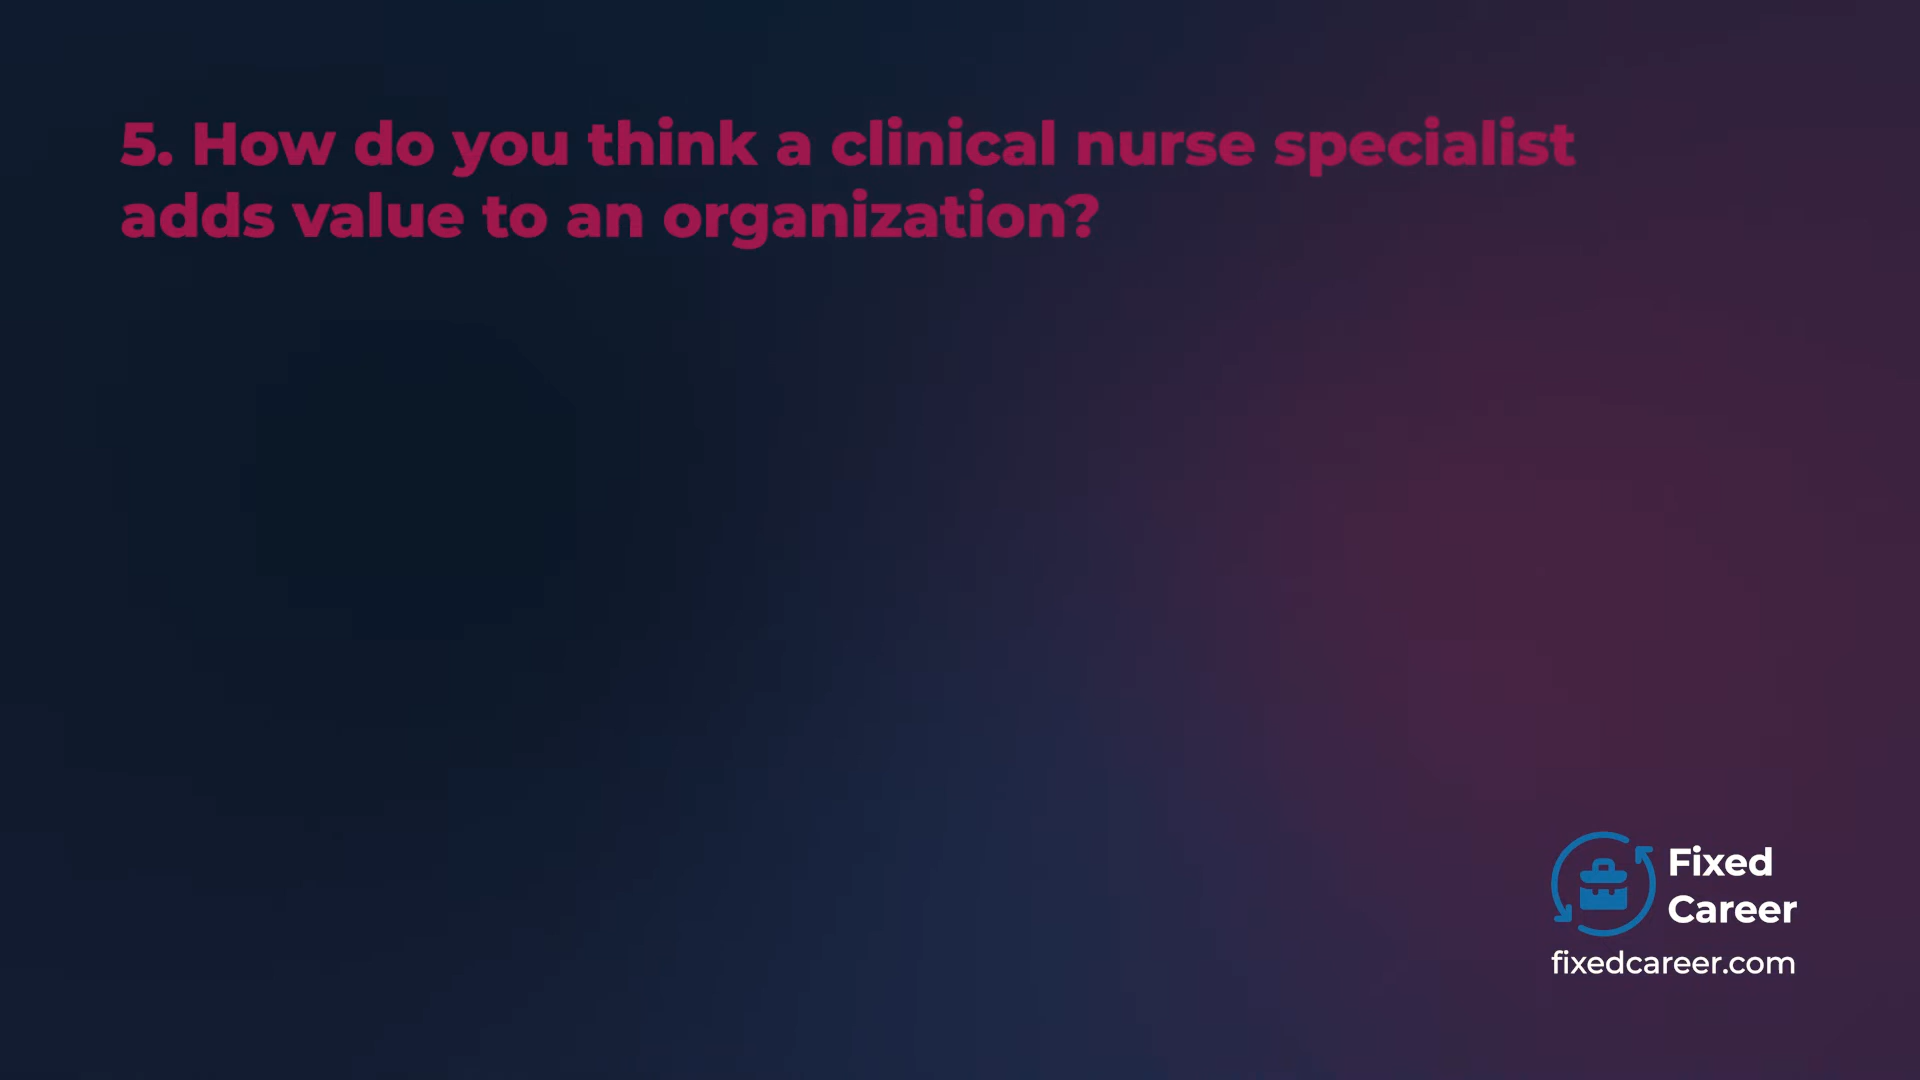 5. How do you think a clinical nurse specialist
adds value to an organization?
Fixed
Career
fixedcareer.com